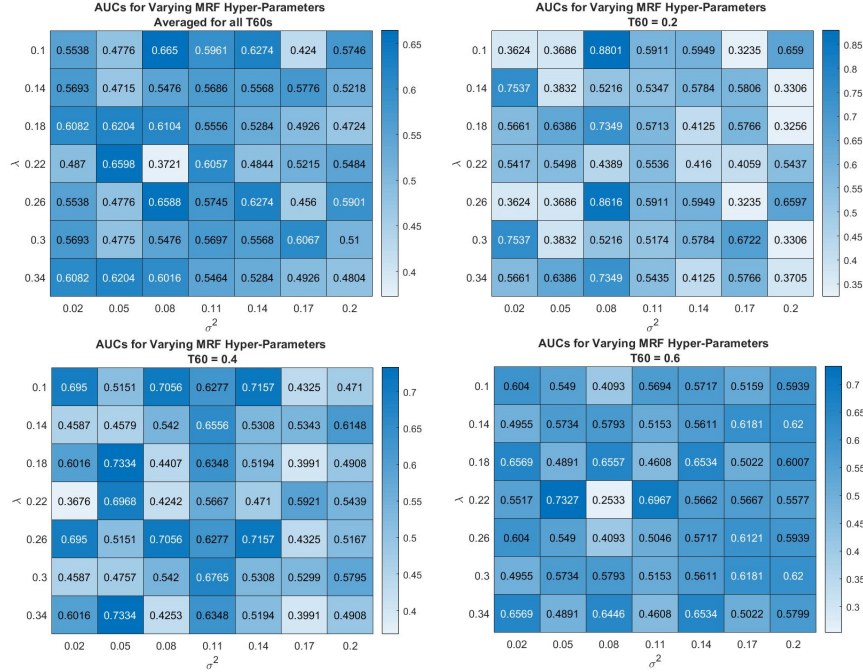 AUCs for Varying MRF Hyper-Parameters
Averaged for all T60s
0.1 0.5538 0.4776 0.665 0.5961 0.6274 0.424 0.5746
0.14 0.5693 0.4715 0.5476 0.5686 0.5568 0.5776 0.5218
0.18 0.6082 0.6204 0.6104 0.5556 0.5284 0.4926 0.4724
λ 0.22 0.487 0.6598 0.3721 0.6057 0.4844 0.5215 0.5484
0.26 0.5538 0.4776 0.6588 0.5745 0.6274 0.456 0.5901
0.3 0.5693 0.4775 0.5476 0.5697 0.5568 0.6067 0.51
0.34 0.6082 0.6204 0.6016 0.5464 0.5284 0.4926 0.4804
0.02 0.05 0.08 0.11 0.14 0.17 0.2
σ²
0.65
0.6
0.55
0.5
0.45
0.4
AUCs for Varying MRF Hyper-Parameters
T60 = 0.2
0.1 0.3624 0.3686 0.8801 0.5911 0.5949 0.3235 0.659
0.14 0.7537 0.3832 0.5216 0.5347 0.5784 0.5806 0.3306
0.18 0.5661 0.6386 0.7349 0.5713 0.4125 0.5766 0.3256
λ 0.22 0.5417 0.5498 0.4389 0.5536 0.416 0.4059 0.5437
0.26 0.3624 0.3686 0.8616 0.5911 0.5949 0.3235 0.6597
0.3 0.7537 0.3832 0.5216 0.5174 0.5784 0.6722 0.3306
0.34 0.5661 0.6386 0.7349 0.5435 0.4125 0.5766 0.3705
0.02 0.05 0.08 0.11 0.14 0.17 0.2
σ²
0.85
0.8
0.75
0.7
0.65
0.6
0.55
0.5
0.45
0.4
0.35
AUCs for Varying MRF Hyper-Parameters
T60 = 0.4
0.1 0.695 0.5151 0.7056 0.6277 0.7157 0.4325 0.471
0.14 0.4587 0.4579 0.542 0.6556 0.5308 0.5343 0.6148
0.18 0.6016 0.7334 0.4407 0.6348 0.5194 0.3991 0.4908
λ 0.22 0.3676 0.6968 0.4242 0.5667 0.471 0.5921 0.5439
0.26 0.695 0.5151 0.7056 0.6277 0.7157 0.4325 0.5167
0.3 0.4587 0.4757 0.542 0.6765 0.5308 0.5299 0.5795
0.34 0.6016 0.7334 0.4253 0.6348 0.5194 0.3991 0.4908
0.02 0.05 0.08 0.11 0.14 0.17 0.2
σ²
0.7
0.65
0.6
0.55
0.5
0.45
0.4
AUCs for Varying MRF Hyper-Parameters
T60 = 0.6
0.1 0.604 0.549 0.4093 0.5694 0.5717 0.5159 0.5939
0.14 0.4955 0.5734 0.5793 0.5153 0.5611 0.6181 0.62
0.18 0.6569 0.4891 0.6557 0.4608 0.6534 0.5022 0.6007
λ 0.22 0.5517 0.7327 0.2533 0.6967 0.5662 0.5667 0.5577
0.26 0.604 0.549 0.4093 0.5046 0.5717 0.6121 0.5939
0.3 0.4955 0.5734 0.5793 0.5153 0.5611 0.6181 0.62
0.34 0.6569 0.4891 0.6446 0.4608 0.6534 0.5022 0.5799
0.02 0.05 0.08 0.11 0.14 0.17 0.2
σ²
0.7
0.65
0.6
0.55
0.5
0.45
0.4
0.35
0.3